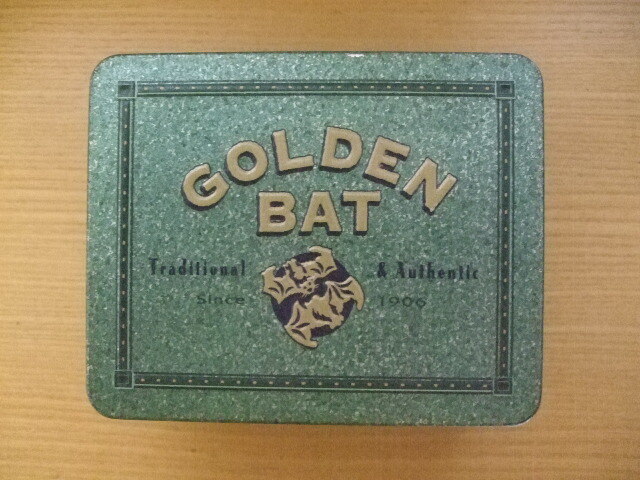 GOLDEN
BAT
Traditional & Authentic
Since 1906